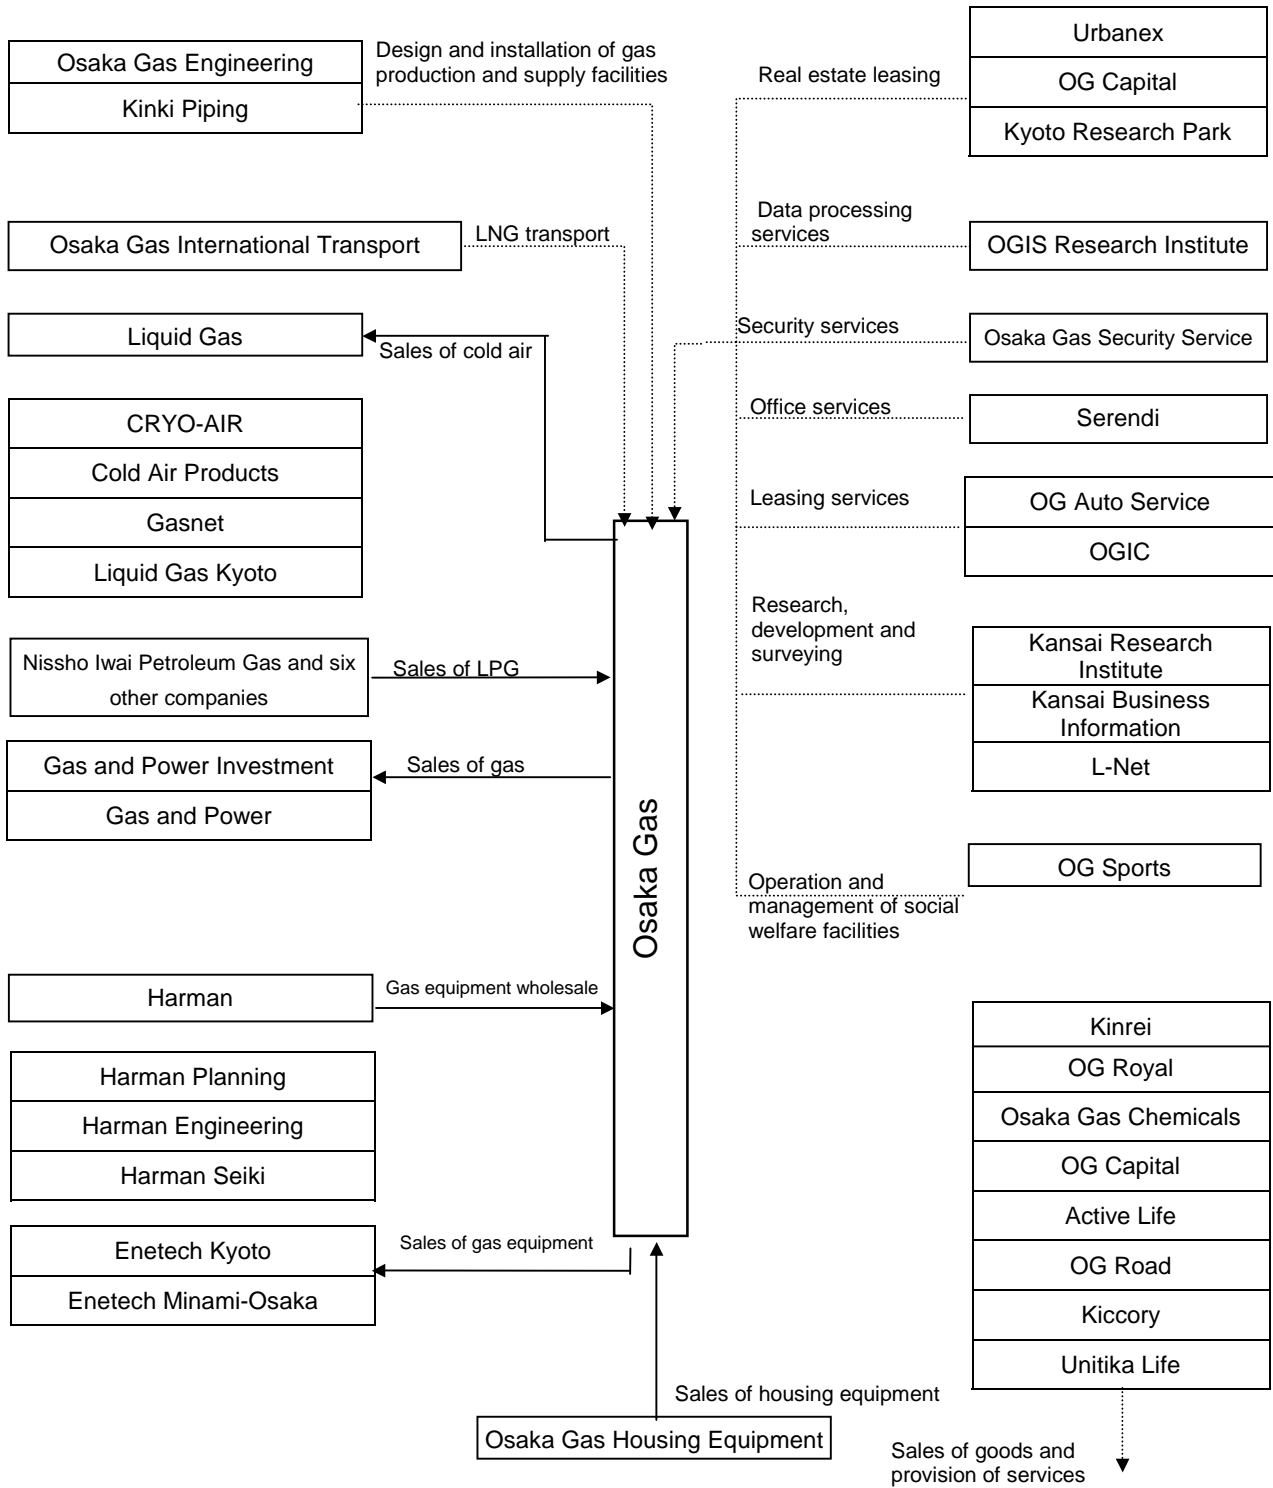 Osaka Gas Engineering
Kinki Piping
Design and installation of gas
production and supply facilities
Osaka Gas International Transport
LNG transport
Liquid Gas
Sales of cold air
CRYO-AIR
Cold Air Products
Gasnet
Liquid Gas Kyoto
Nissho Iwai Petroleum Gas and six
other companies
Sales of LPG
Gas and Power Investment
Gas and Power
Sales of gas
Harman
Gas equipment wholesale
Harman Planning
Harman Engineering
Harman Seiki
Enetech Kyoto
Enetech Minami-Osaka
Sales of gas equipment
Osaka Gas
Sales of housing equipment
Osaka Gas Housing Equipment
Real estate leasing
Urbanex
OG Capital
Kyoto Research Park
Data processing
services
OGIS Research Institute
Security services
Osaka Gas Security Service
Office services
Serendi
Leasing services
OG Auto Service
OGIC
Research,
development and
surveying
Kansai Research
Institute
Kansai Business
Information
L-Net
Operation and
management of social
welfare facilities
OG Sports
Kinrei
OG Royal
Osaka Gas Chemicals
OG Capital
Active Life
OG Road
Kiccory
Unitika Life
Sales of goods and
provision of services